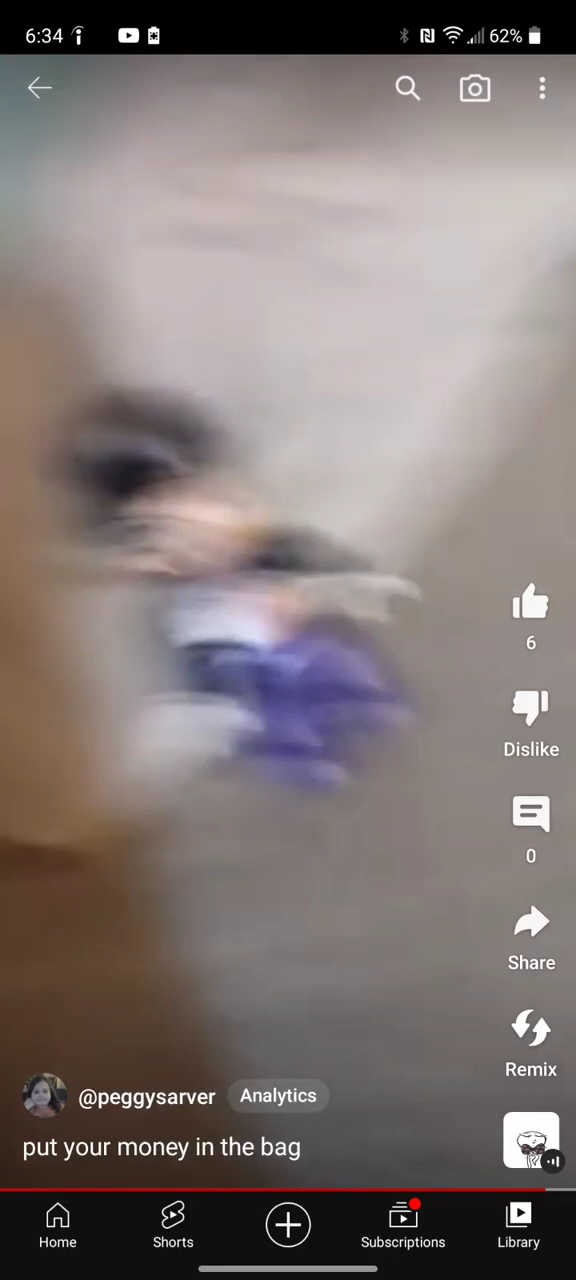 6:34 62%
6
Dislike
0
Share
Remix
@peggysarver Analytics
put your money in the bag
Home Shorts Subscriptions Library